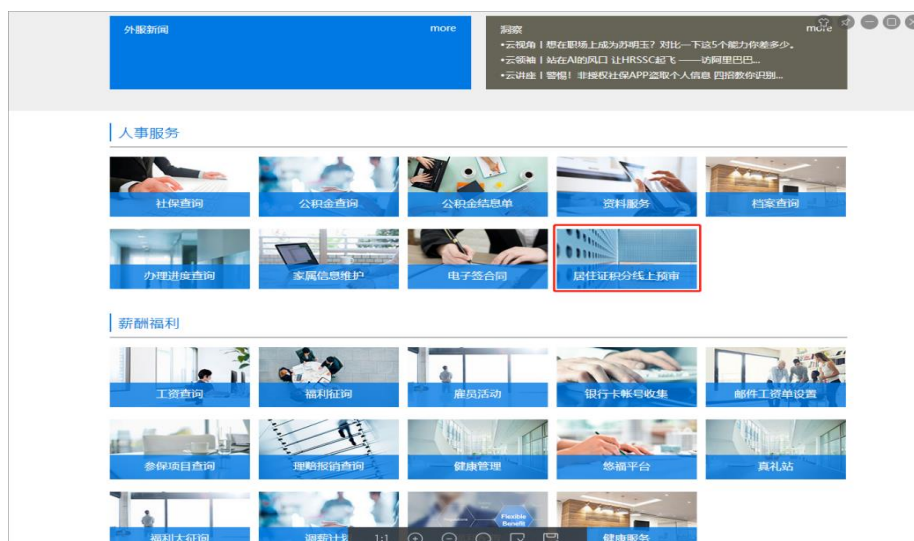 外服新闻
more
洞察
more
•云视角丨想在职场上成为苏明玉？对比一下这5个能力你差多少。
•云领袖丨站在AI的风口 让HRSSC起飞 ——访阿里巴巴...
•云讲座丨警惕！非授权社保APP盗取个人信息 四招教你识别...
人事服务
社保查询
公积金查询
公积金结息单
资料服务
档案查询
办理进度查询
家属信息维护
电子签合同
居住证积分线上预审
薪酬福利
工资查询
福利征询
雇员活动
银行卡帐号收集
邮件工资单设置
参保项目查询
理赔报销查询
健康管理
悠福平台
真礼站
Flexible
Benefit
福利大征询
调薪计划
1:1
健康服务